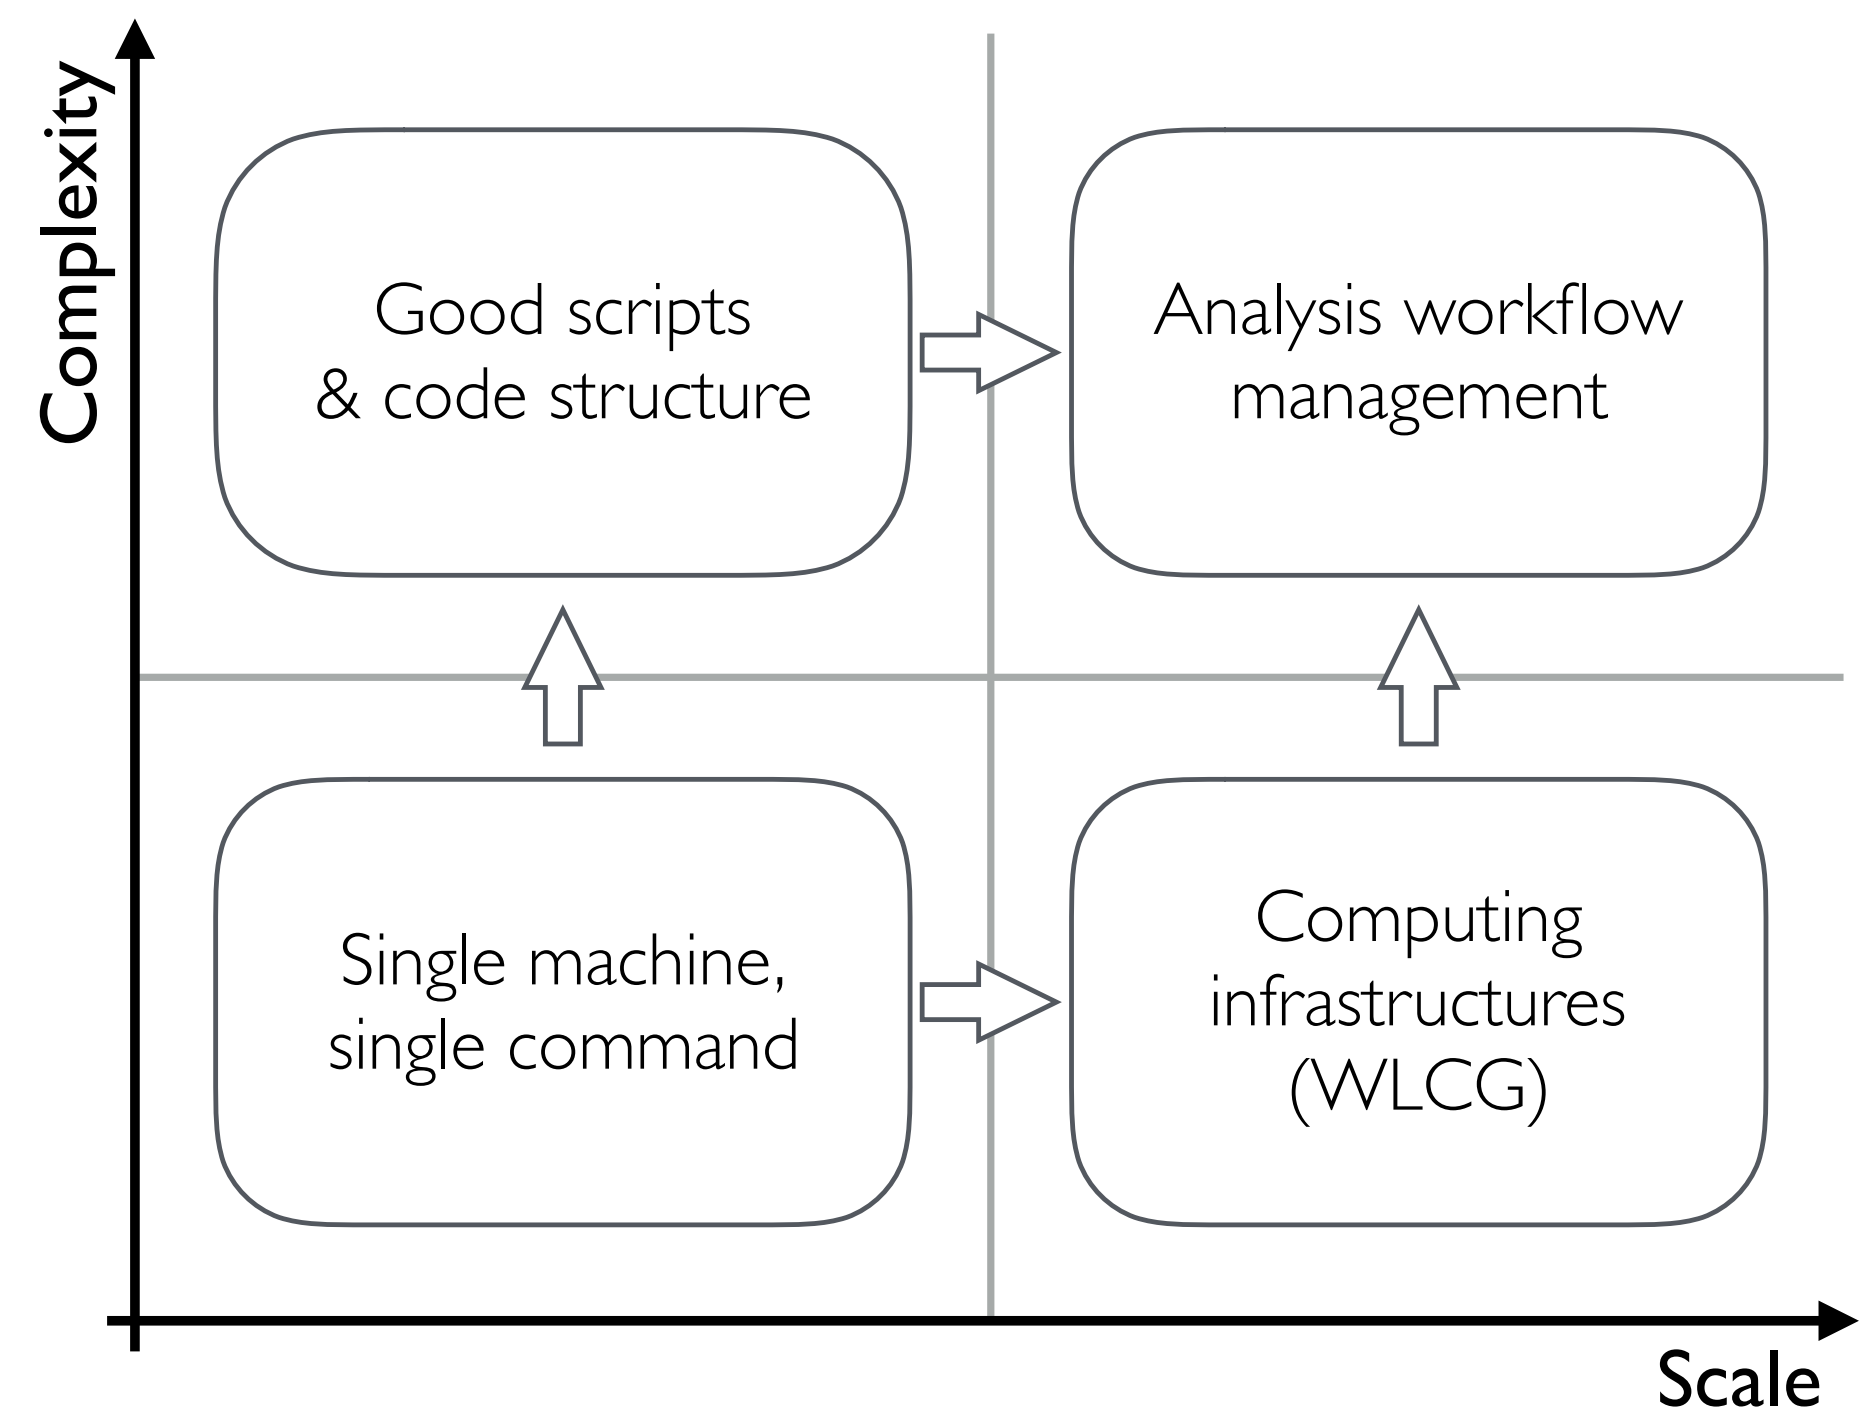 Complexity
Good scripts
& code structure
Analysis workflow
management
Single machine,
single command
Computing
infrastructures
(WLCG)
Scale